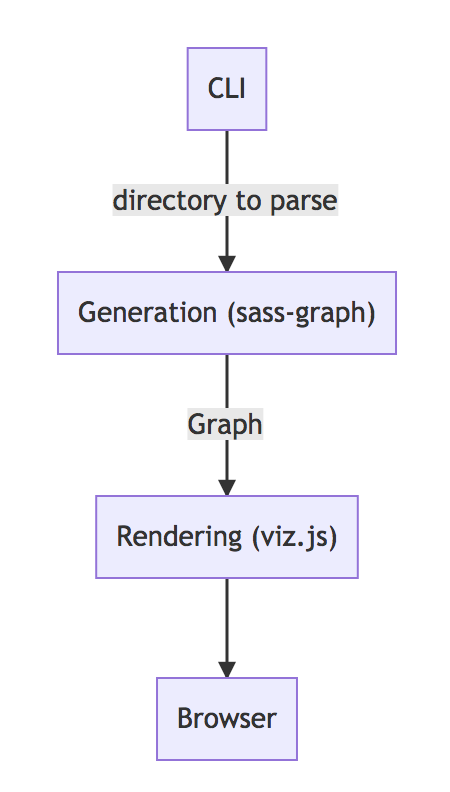 CLI
directory to parse
Generation (sass-graph)
Graph
Rendering (viz.js)
Browser